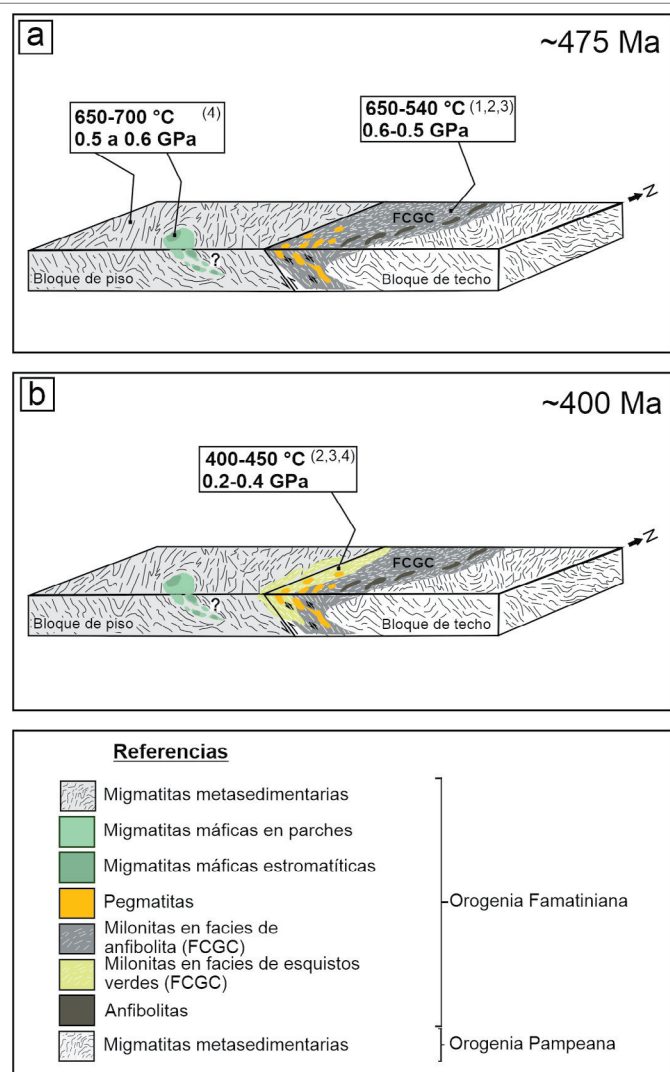 a
~475 Ma
650-700 °C (4)
0.5 a 0.6 GPa
650-540 °C (1,2,3)
0.6-0.5 GPa
N
FCGC
?
Bloque de piso
Bloque de techo
b
~400 Ma
400-450 °C (2,3,4)
0.2-0.4 GPa
N
FCGC
?
Bloque de piso
Bloque de techo
Referencias
Migmatitas metasedimentarias
Migmatitas máficas en parches
Migmatitas máficas estromatíticas
Pegmatitas
Orogenia Famatiniana
Milonitas en facies de
anfibolita (FCGC)
Milonitas en facies de esquistos
verdes (FCGC)
Anfibolitas
Migmatitas metasedimentarias
Orogenia Pampeana